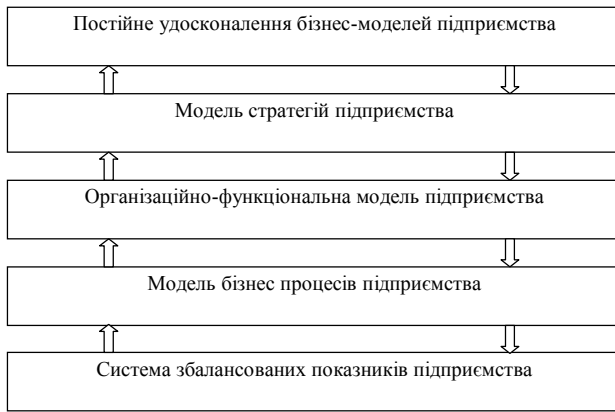 Постійне удосконалення бізнес-моделей підприємства
Модель стратегій підприємства
Організаційно-функціональна модель підприємства
Модель бізнес процесів підприємства
Система збалансованих показників підприємства